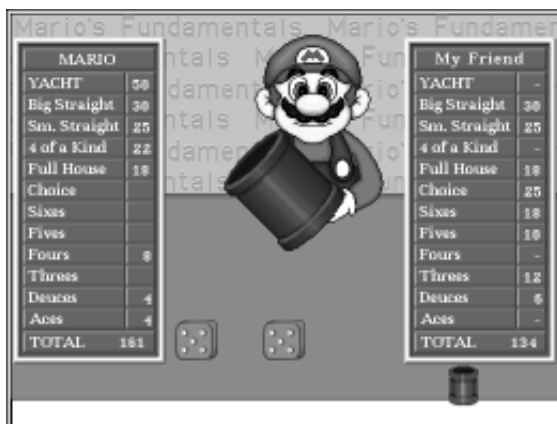 Mario's Fundamentals Mario's Fundamen
MARIO
YACHT 50
Big Straight 30
Sm. Straight 25
4 of a Kind 22
Full House 18
Choice
Sixes
Fives
Fours 8
Threes
Deuces 4
Aces 4
TOTAL 161
My Friend
YACHT -
Big Straight 30
Sm. Straight 25
4 of a Kind -
Full House 18
Choice 25
Sixes 18
Fives 10
Fours -
Threes 12
Deuces 6
Aces -
TOTAL 134